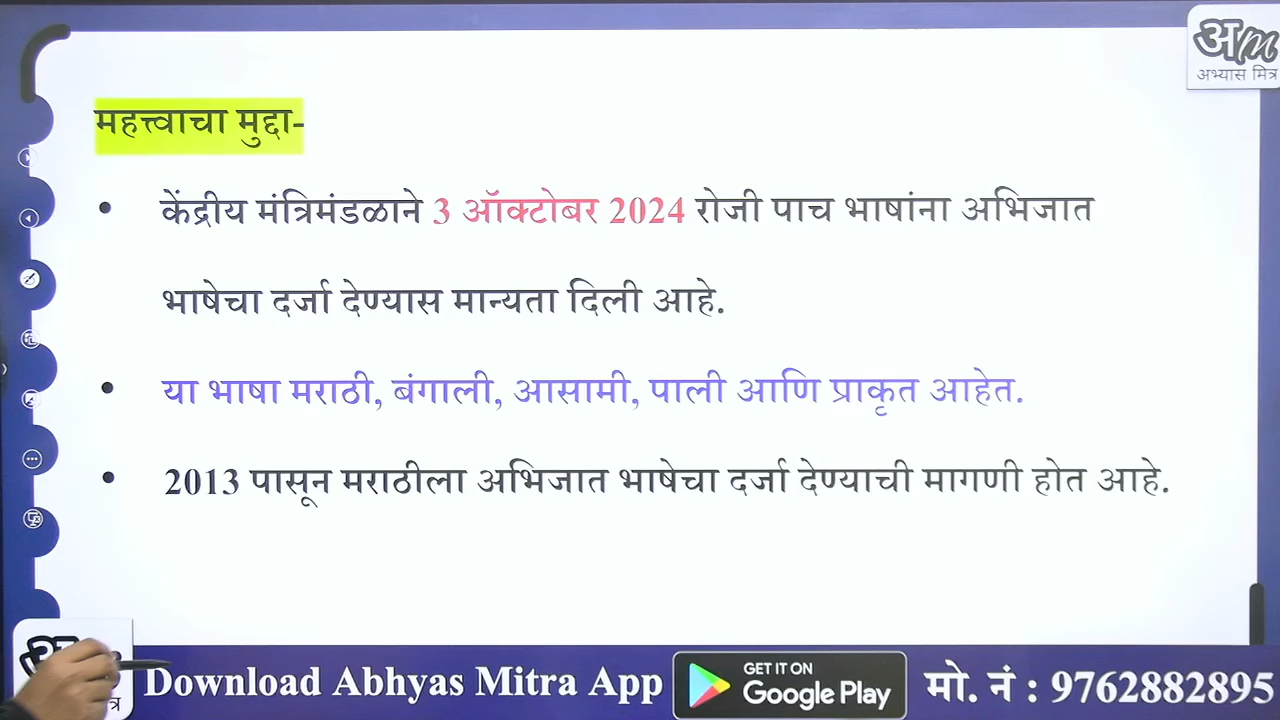 अm
अभ्यास मित्र
महत्त्वाचा मुद्दा-
• केंद्रीय मंत्रिमंडळाने 3 ऑक्टोबर 2024 रोजी पाच भाषांना अभिजात
भाषेचा दर्जा देण्यास मान्यता दिली आहे.
• या भाषा मराठी, बंगाली, आसामी, पाली आणि प्राकृत आहेत.
• 2013 पासून मराठीला अभिजात भाषेचा दर्जा देण्याची मागणी होत आहे.
Download Abhyas Mitra App
GET IT ON
Google Play
मो. नं : 9762882895